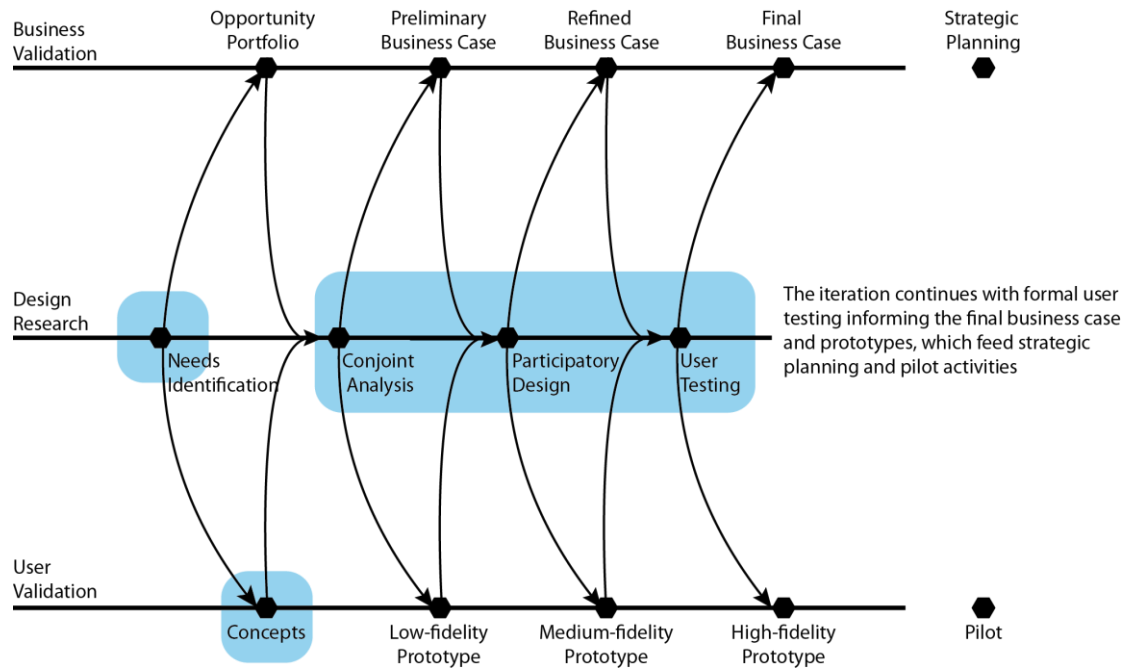 Business
Validation
Opportunity
Portfolio
Preliminary
Business Case
Refined
Business Case
Final
Business Case
Strategic
Planning
Design
Research
Needs
Identification
Conjoint
Analysis
Participatory
Design
User
Testing
The iteration continues with formal user
testing informing the final business case
and prototypes, which feed strategic
planning and pilot activities
User
Validation
Concepts
Low-fidelity
Prototype
Medium-fidelity
Prototype
High-fidelity
Prototype
Pilot